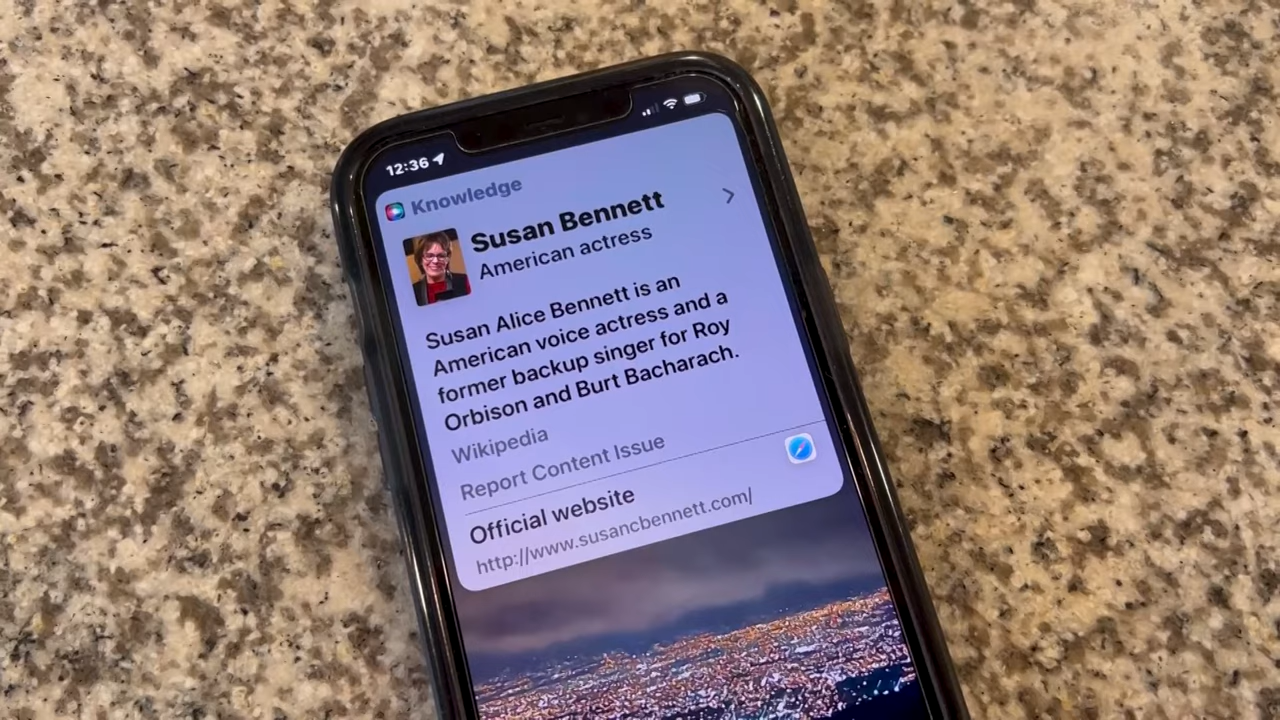 12:36
Knowledge
Susan Bennett
American actress
Susan Alice Bennett is an
American voice actress and a
former backup singer for Roy
Orbison and Burt Bacharach.
Wikipedia
Report Content Issue
Official website
http://www.susancbennett.com/